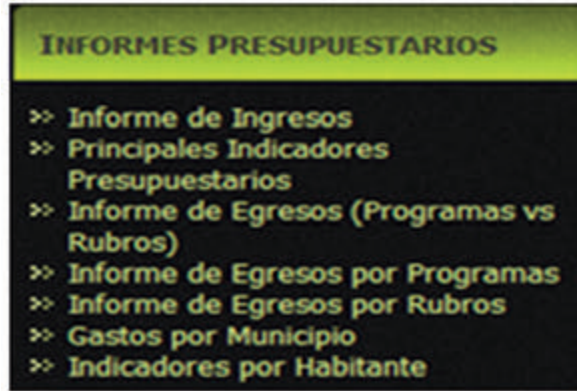 INFORMES PRESUPUESTARIOS
» Informe de Ingresos
» Principales Indicadores
Presupuestarios
» Informe de Egresos (Programas vs
Rubros)
» Informe de Egresos por Programas
» Informe de Egresos por Rubros
» Gastos por Municipio
» Indicadores por Habitante